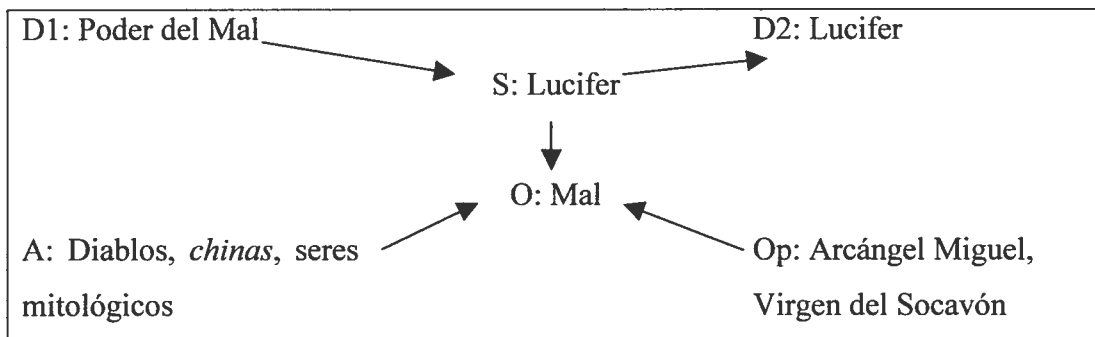 D1: Poder del Mal
D2: Lucifer
S: Lucifer
O: Mal
A: Diablos, chinas, seres
mitológicos
Op: Arcángel Miguel,
Virgen del Socavón